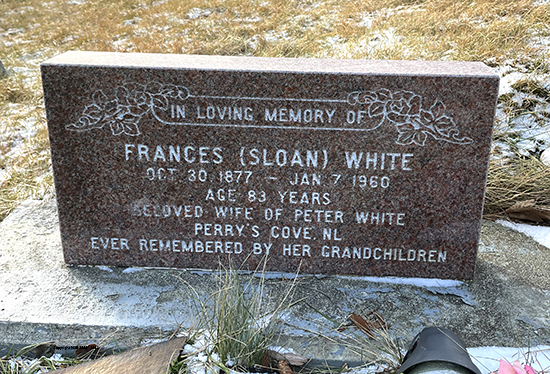 IN LOVING MEMORY OF
FRANCES (SLOAN) WHITE
OCT 30 1877 - JAN 7 1960
AGE 83 YEARS
BELOVED WIFE OF PETER WHITE
PERRY'S COVE, NL
EVER REMEMBERED BY HER GRANDCHILDREN